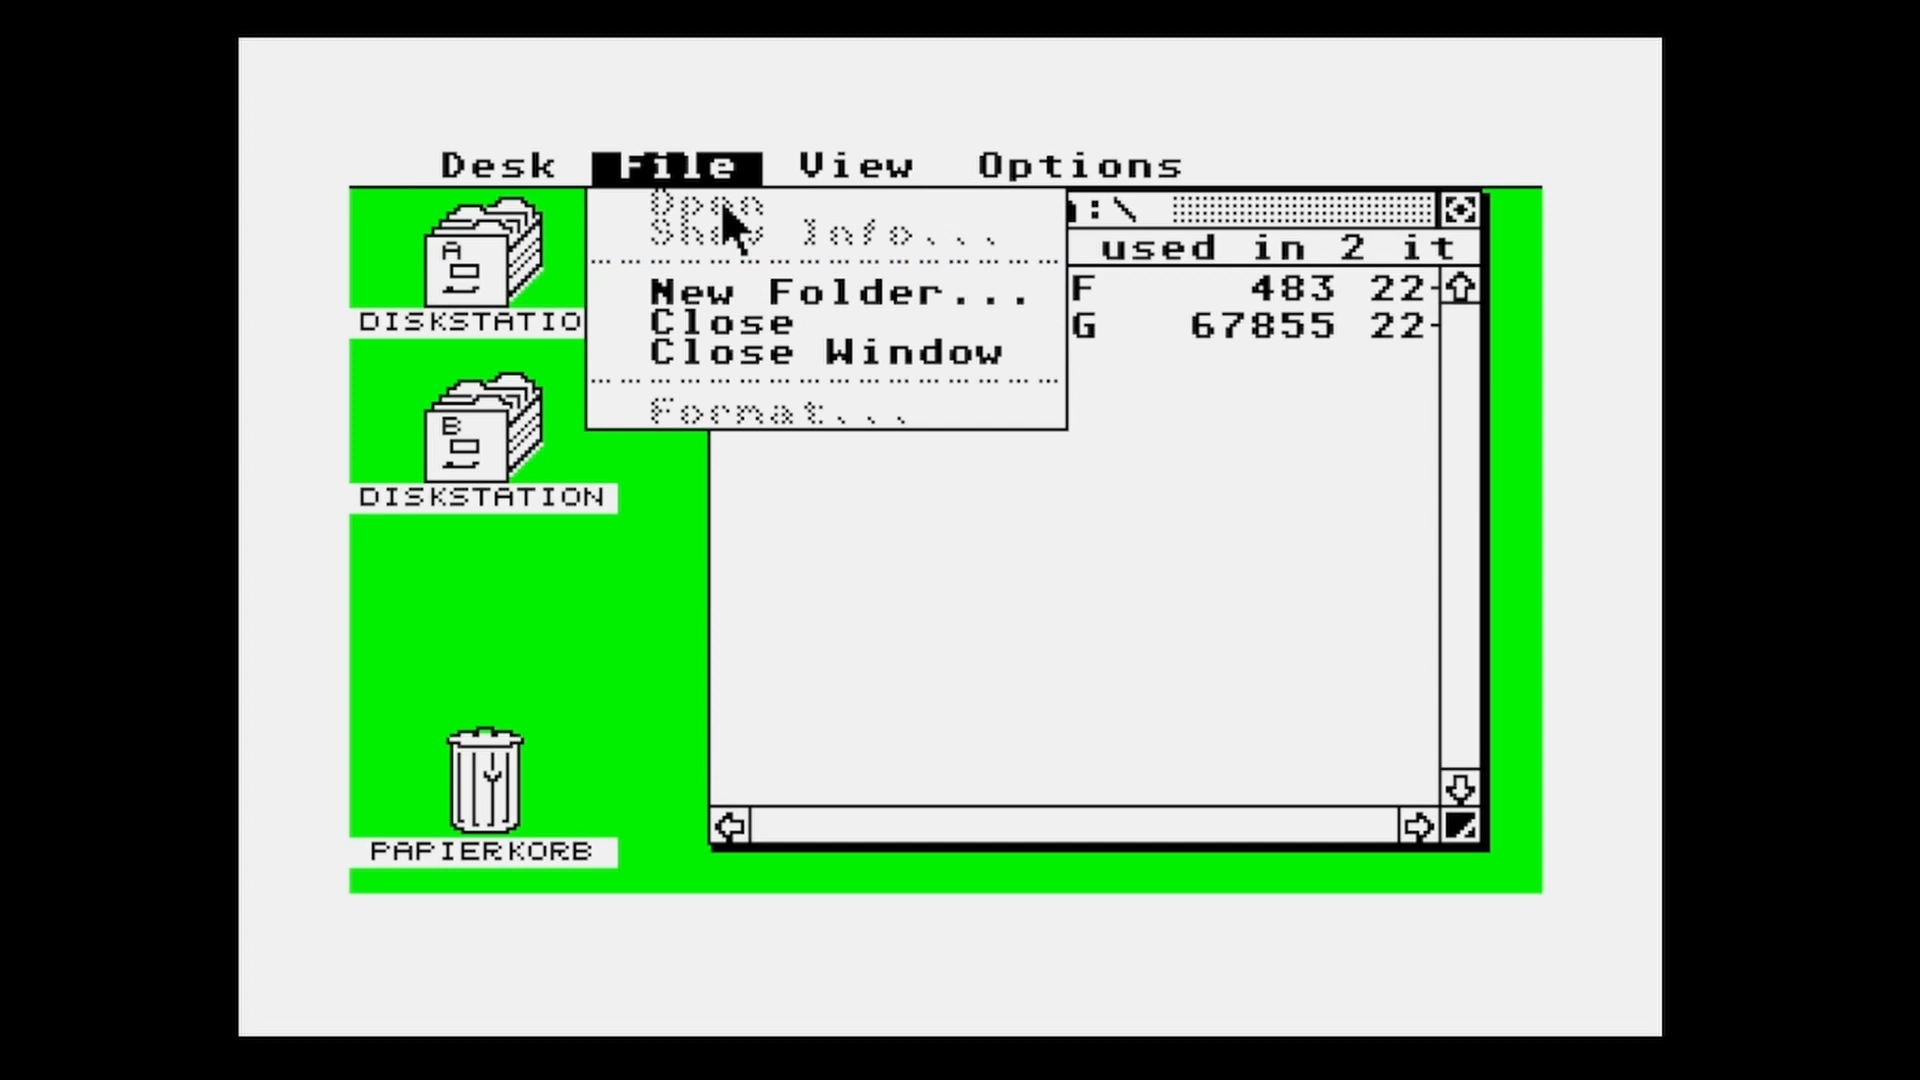 Desk File View Options
Open
Show Info...
New Folder...
Close
Close Window
Format...
:\
used in 2 it
F 483 22-
G 67855 22-
A
DISKSTATIO
B
DISKSTATION
PAPIERKORB